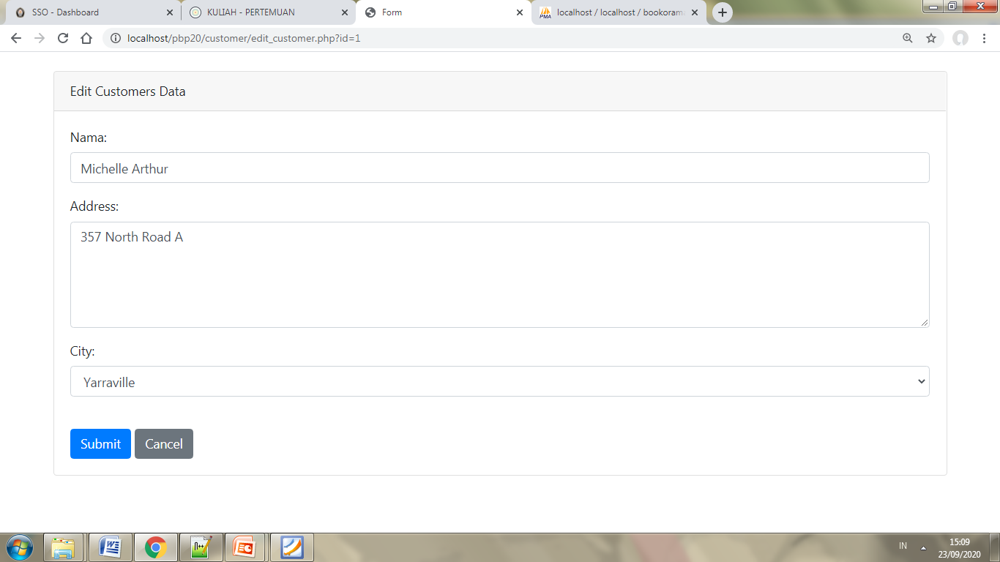 SSO - Dashboard
KULIAH - PERTEMUAN
Form
PMA
localhost / localhost / bookoram
localhost/pbp20/customer/edit_customer.php?id=1
Edit Customers Data
Nama:
Michelle Arthur
Address:
357 North Road A
City:
Yarraville
Submit Cancel
IN
15:09
23/09/2020